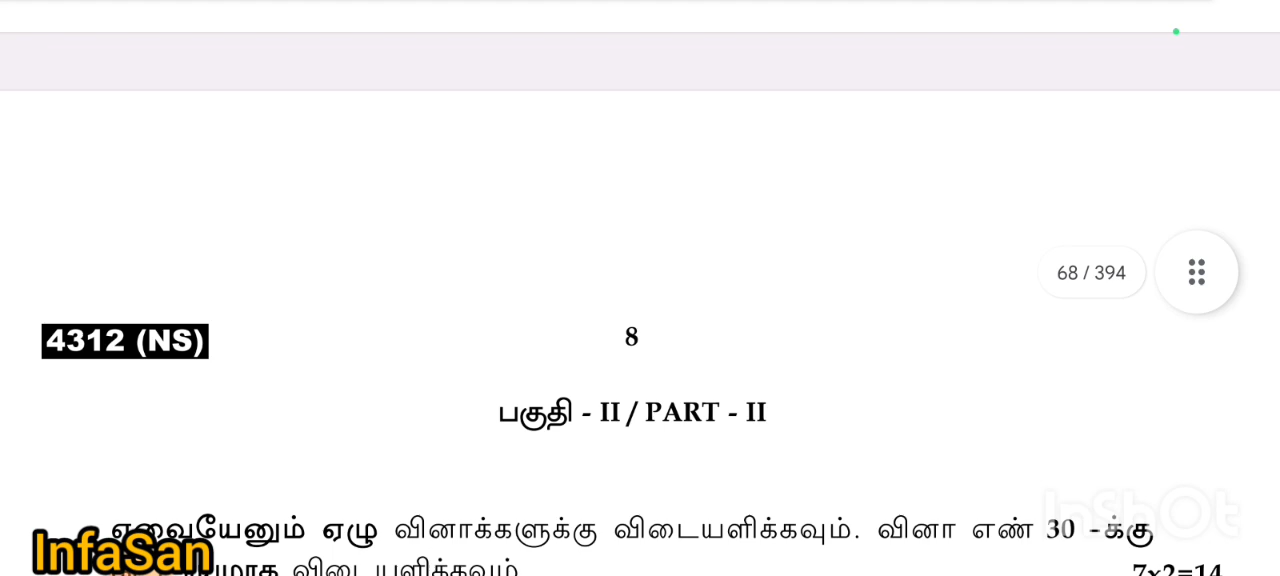 68 / 394
4312 (NS)
8
பகுதி - II / PART - II
ஏவையேனும் ஏழு வினாக்களுக்கு விடையளிக்கவும். வினா எண் 30 -க்கு
விடையளிக்கவும்
7x2=14
InShOt
InfaSan